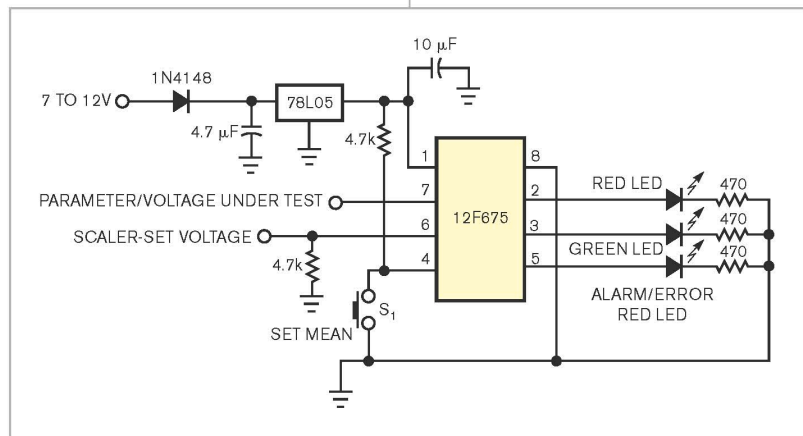 10 μF
1N4148
7 TO 12V
78L05
4.7 μF
4.7k
1
8
PARAMETER/VOLTAGE UNDER TEST
7
2
RED LED
470
12F675
SCALER-SET VOLTAGE
6
3
470
GREEN LED
4.7k
4
5
470
S1
ALARM/ERROR
RED LED
SET MEAN